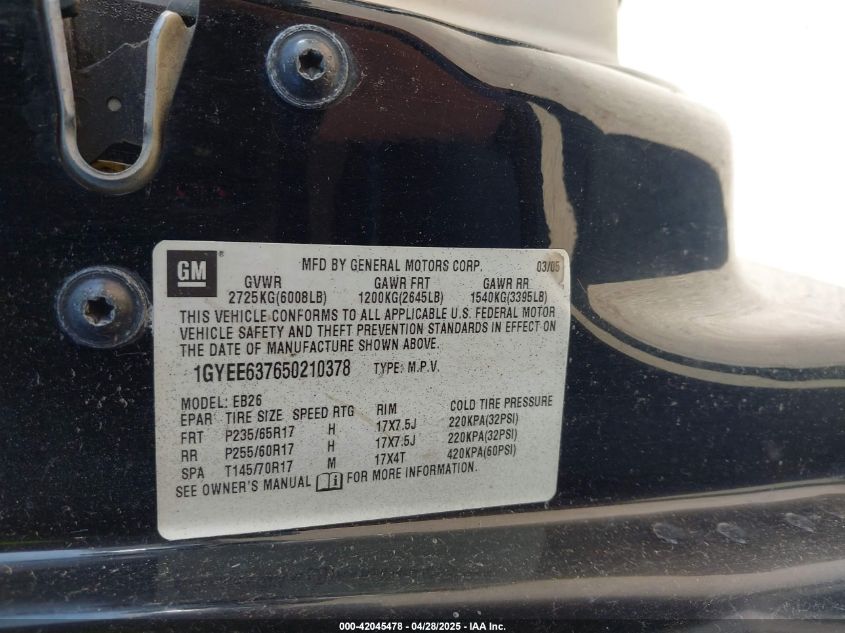 GM ®
MFD BY GENERAL MOTORS CORP. 03/05
GVWR GAWR FRT GAWR RR
2725KG(6008LB) 1200KG(2645LB) 1540KG(3395LB)
THIS VEHICLE CONFORMS TO ALL APPLICABLE U.S. FEDERAL MOTOR
VEHICLE SAFETY AND THEFT PREVENTION STANDARDS IN EFFECT ON
THE DATE OF MANUFACTURE SHOWN ABOVE.
1GYEE637650210378 TYPE: M.P.V.
MODEL: EB26
EPAR TIRE SIZE SPEED RTG RIM COLD TIRE PRESSURE
FRT P235/65R17 H 17X7.5J 220KPA(32PSI)
RR P255/60R17 H 17X7.5J 220KPA(32PSI)
SPA T145/70R17 M 17X4T 420KPA(60PSI)
SEE OWNER'S MANUAL i FOR MORE INFORMATION.
000-42045478 - 04/28/2025 - IAA Inc.